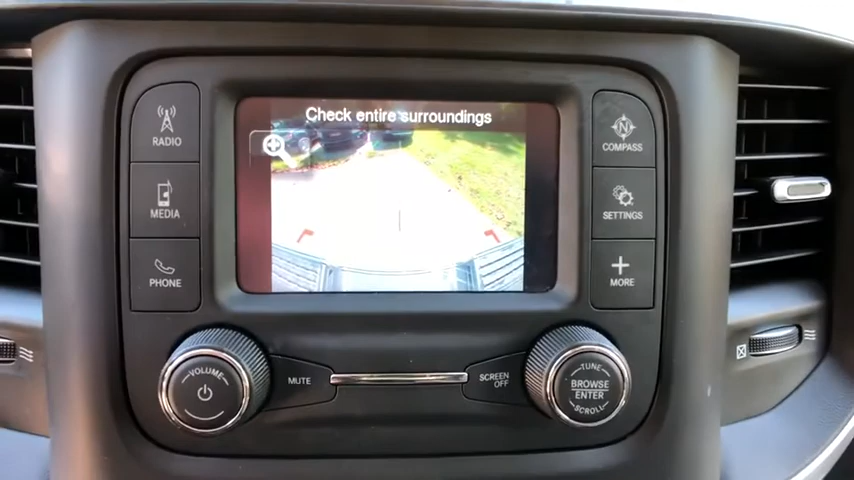 Check entire surroundings
RADIO
MEDIA
PHONE
N
COMPASS
SETTINGS
MORE
VOLUME
MUTE
SCREEN
OFF
TUNE
BROWSE
ENTER
SCROLL